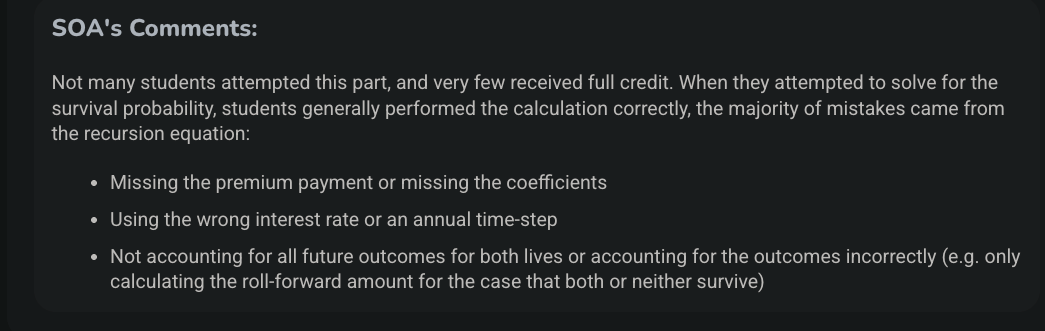 SOA's Comments:
Not many students attempted this part, and very few received full credit. When they attempted to solve for the
survival probability, students generally performed the calculation correctly, the majority of mistakes came from
the recursion equation:
• Missing the premium payment or missing the coefficients
• Using the wrong interest rate or an annual time-step
• Not accounting for all future outcomes for both lives or accounting for the outcomes incorrectly (e.g. only
calculating the roll-forward amount for the case that both or neither survive)